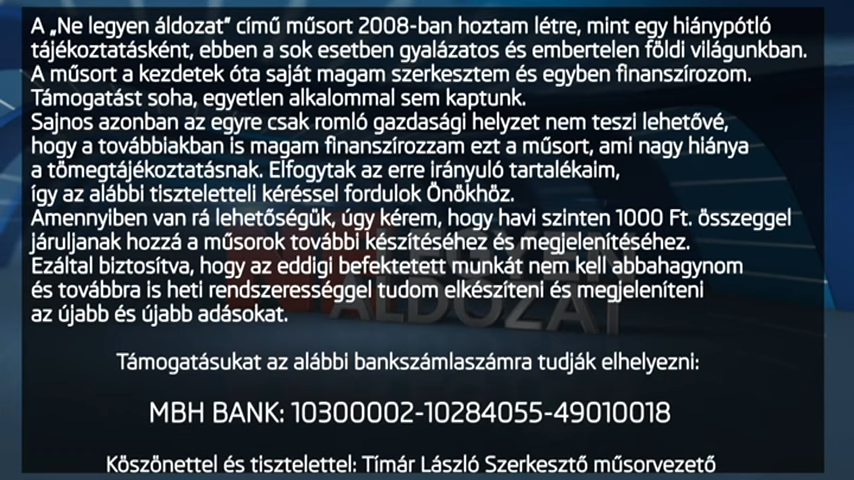 A „Ne legyen áldozat” című műsort 2008-ban hoztam létre, mint egy hiánypótló
tájékoztatásként, ebben a sok esetben gyalázatos és embertelen földi világunkban.
A műsort a kezdetek óta saját magam szerkesztem és egyben finanszírozom.
Támogatást soha, egyetlen alkalommal sem kaptunk.
Sajnos azonban az egyre csak romló gazdasági helyzet nem teszi lehetővé,
hogy a továbbiakban is magam finanszírozzam ezt a műsort, ami nagy hiánya
a tömegtájékoztatásnak. Elfogytak az erre irányuló tartalékaim,
így az alábbi tiszteletteli kéréssel fordulok Önökhöz.
Amennyiben van rá lehetőségük, úgy kérem, hogy havi szinten 1000 Ft. összeggel
járuljanak hozzá a műsorok további készítéséhez és megjelenítéséhez.
Ezáltal biztosítva, hogy az eddigi befektetett munkát nem kell abbahagynom
és továbbra is heti rendszerességgel tudom elkészíteni és megjeleníteni
az újabb és újabb adásokat.
Támogatásukat az alábbi bankszámlaszámra tudják elhelyezni:
MBH BANK: 10300002-10284055-49010018
Köszönettel és tisztelettel: Tímár László Szerkesztő műsorvezető
NE LEGYEN
ÁLDOZAT